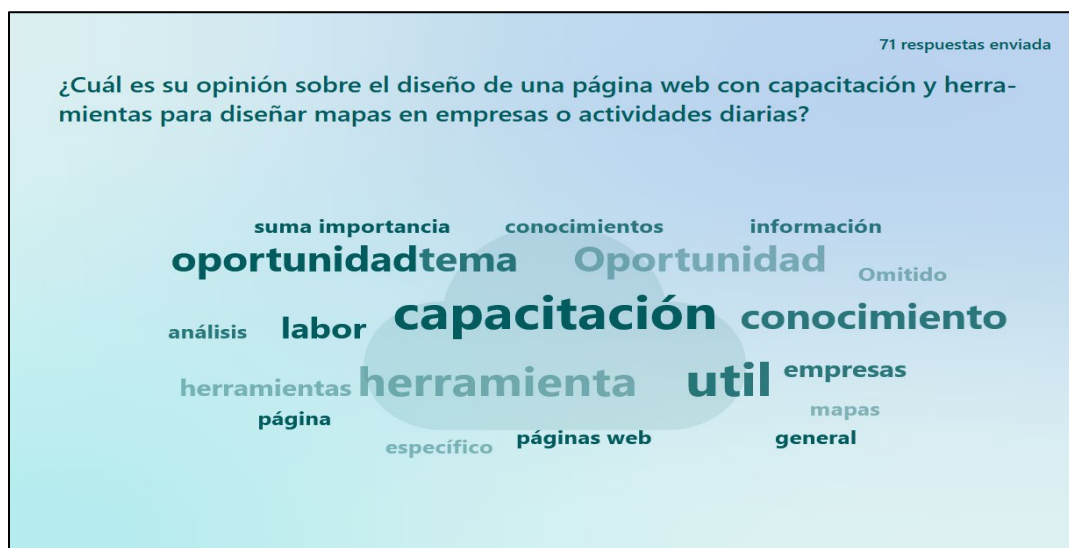 71 respuestas enviada
¿Cuál es su opinión sobre el diseño de una página web con capacitación y herra-
mientas para diseñar mapas en empresas o actividades diarias?
suma importancia conocimientos información
oportunidad tema Oportunidad Omitido
análisis labor capacitación conocimiento
herramientas herramienta util empresas
página mapas
específico páginas web general